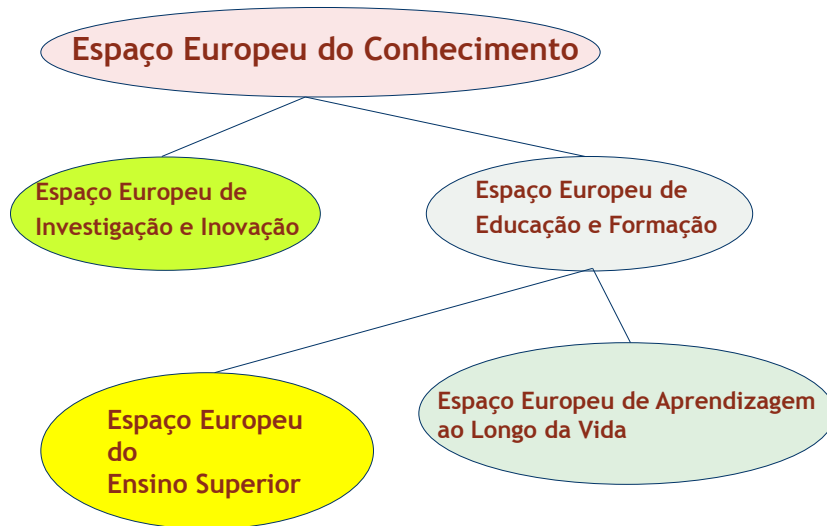 Espaço Europeu do Conhecimento
Espaço Europeu de
Investigação e Inovação
Espaço Europeu de
Educação e Formação
Espaço Europeu
do
Ensino Superior
Espaço Europeu de Aprendizagem
ao Longo da Vida